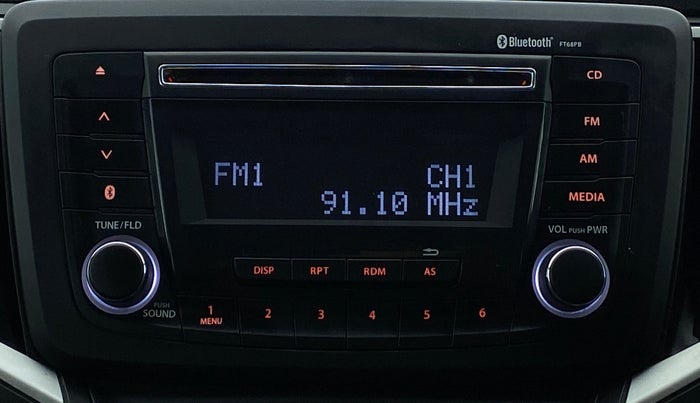 Bluetooth FT68PB
CD
FM
AM
MEDIA
FM1 CH1
91.10 MHz
TUNE/FLD
VOL PUSH PWR
DISP RPT RDM AS
PUSH
SOUND
1 2 3 4 5 6
MENU